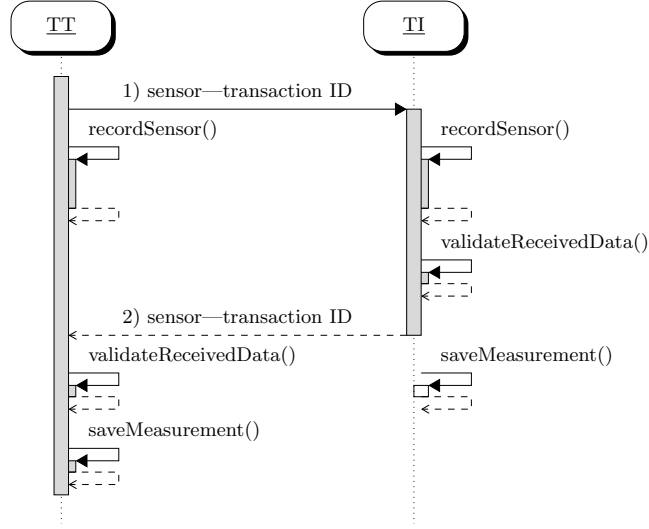 TT
TI
1) sensor—transaction ID
recordSensor()
recordSensor()
validateReceivedData()
2) sensor—transaction ID
validateReceivedData()
saveMeasurement()
saveMeasurement()